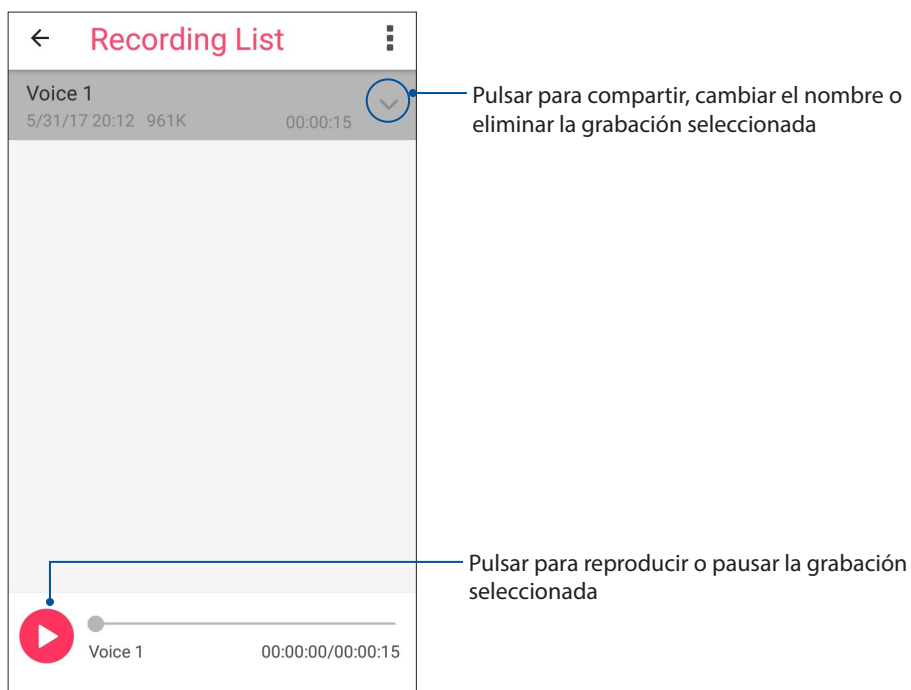 Recording List
Voice 1
5/31/17 20:12 961K 00:00:15
Pulsar para compartir, cambiar el nombre o
eliminar la grabación seleccionada
Pulsar para reproducir o pausar la grabación
seleccionada
Voice 1 00:00:00/00:00:15